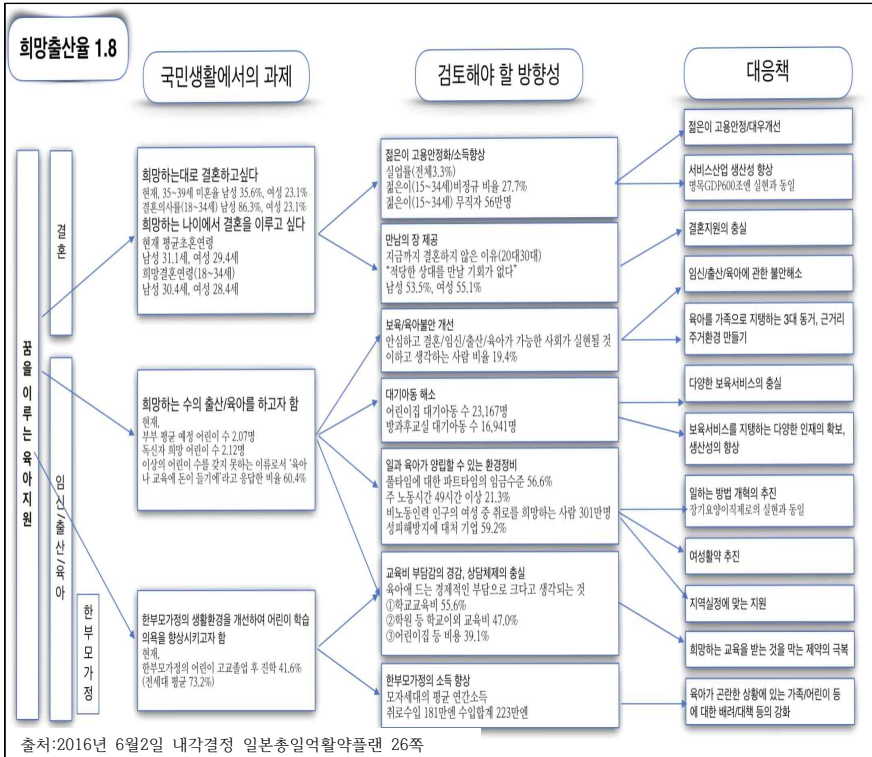 희망출산율 1.8
국민생활에서의 과제
검토해야 할 방향성
대응책
꿈을 이루는 육아지원
결혼
임신/출산/육아
한부모가정
희망하는대로 결혼하고싶다
현재, 35~39세 미혼율 남성 35.6%, 여성 23.1%
결혼의사률(18~34세) 남성 86.3%, 여성 23.1%
희망하는 나이에서 결혼을 이루고 싶다
현재 평균초혼연령
남성 31.1세, 여성 29.4세
희망결혼연령(18~34세)
남성 30.4세, 여성 28.4세
희망하는 수의 출산/육아를 하고자 함
현재,
부부 평균 예정 어린이 수 2.07명
독신자 희망 어린이 수 2.12명
이상의 어린이 수를 갖지 못하는 이류로서 '육아
나 교육에 돈이 들기에'라고 응답한 비율 60.4%
한부모가정의 생활환경을 개선하여 어린이 학습
의욕을 향상시키고자 함
현재,
한부모가정의 어린이 고교졸업 후 진학 41.6%
(전세대 평균 73.2%)
젊은이 고용안정화/소득향상
실업률(전체3.3%)
젊은이(15~34세)비정규 비율 27.7%
젊은이(15~34세) 무직자 56만명
만남의 장 제공
지금까지 결혼하지 않은 이유(20대30대)
"적당한 상대를 만날 기회가 없다"
남성 53.5%, 여성 55.1%
보육/육아불안 개선
안심하고 결혼/임신/출산/육아가 가능한 사회가 실현될 것
이하고 생각하는 사람 비율 19.4%
대기아동 해소
어린이집 대기아동 수 23,167명
방과후교실 대기아동 수 16,941명
일과 육아가 양립할 수 있는 환경정비
풀타임에 대한 파트타임의 임금수준 56.6%
주 노동시간 49시간 이상 21.3%
비노동인력 인구의 여성 중 취로를 희망하는 사람 301만명
성피해방지에 대처 기업 59.2%
교육비 부담감의 경감, 상담체제의 충실
육아애 드는 경제적인 부담으로 크다고 생각되는 것
①학교교육비 55.6%
②학원 등 학교이외 교육비 47.0%
③어린이집 등 비용 39.1%
한부모가정의 소득 향상
모자세대의 평균 연간소득
취로수입 181만엔 수입합계 223만엔
젊은이 고용안정/대우개선
서비스산업 생산성 향상
명목GDP600조엔 실현과 동일
결혼지원의 충실
임신/출산/육아에 관한 불안해소
육아를 가족으로 지탱하는 3대 동거, 근거리
주거환경 만들기
다양한 보육서비스의 충실
보육서비스를 지탱하는 다양한 인재의 확보,
생산성의 향상
일하는 방법 개혁의 추진
장기요양이직제로의 실현과 동일
여성활약 추진
지역실정에 맞는 지원
희망하는 교육을 받는 것을 막는 제약의 극복
육아가 곤란한 상황에 있는 가족/어린이 등
에 대한 배려/대책 등의 강화
출처:2016년 6월2일 내각결정 일본총일억활약플랜 26쪽